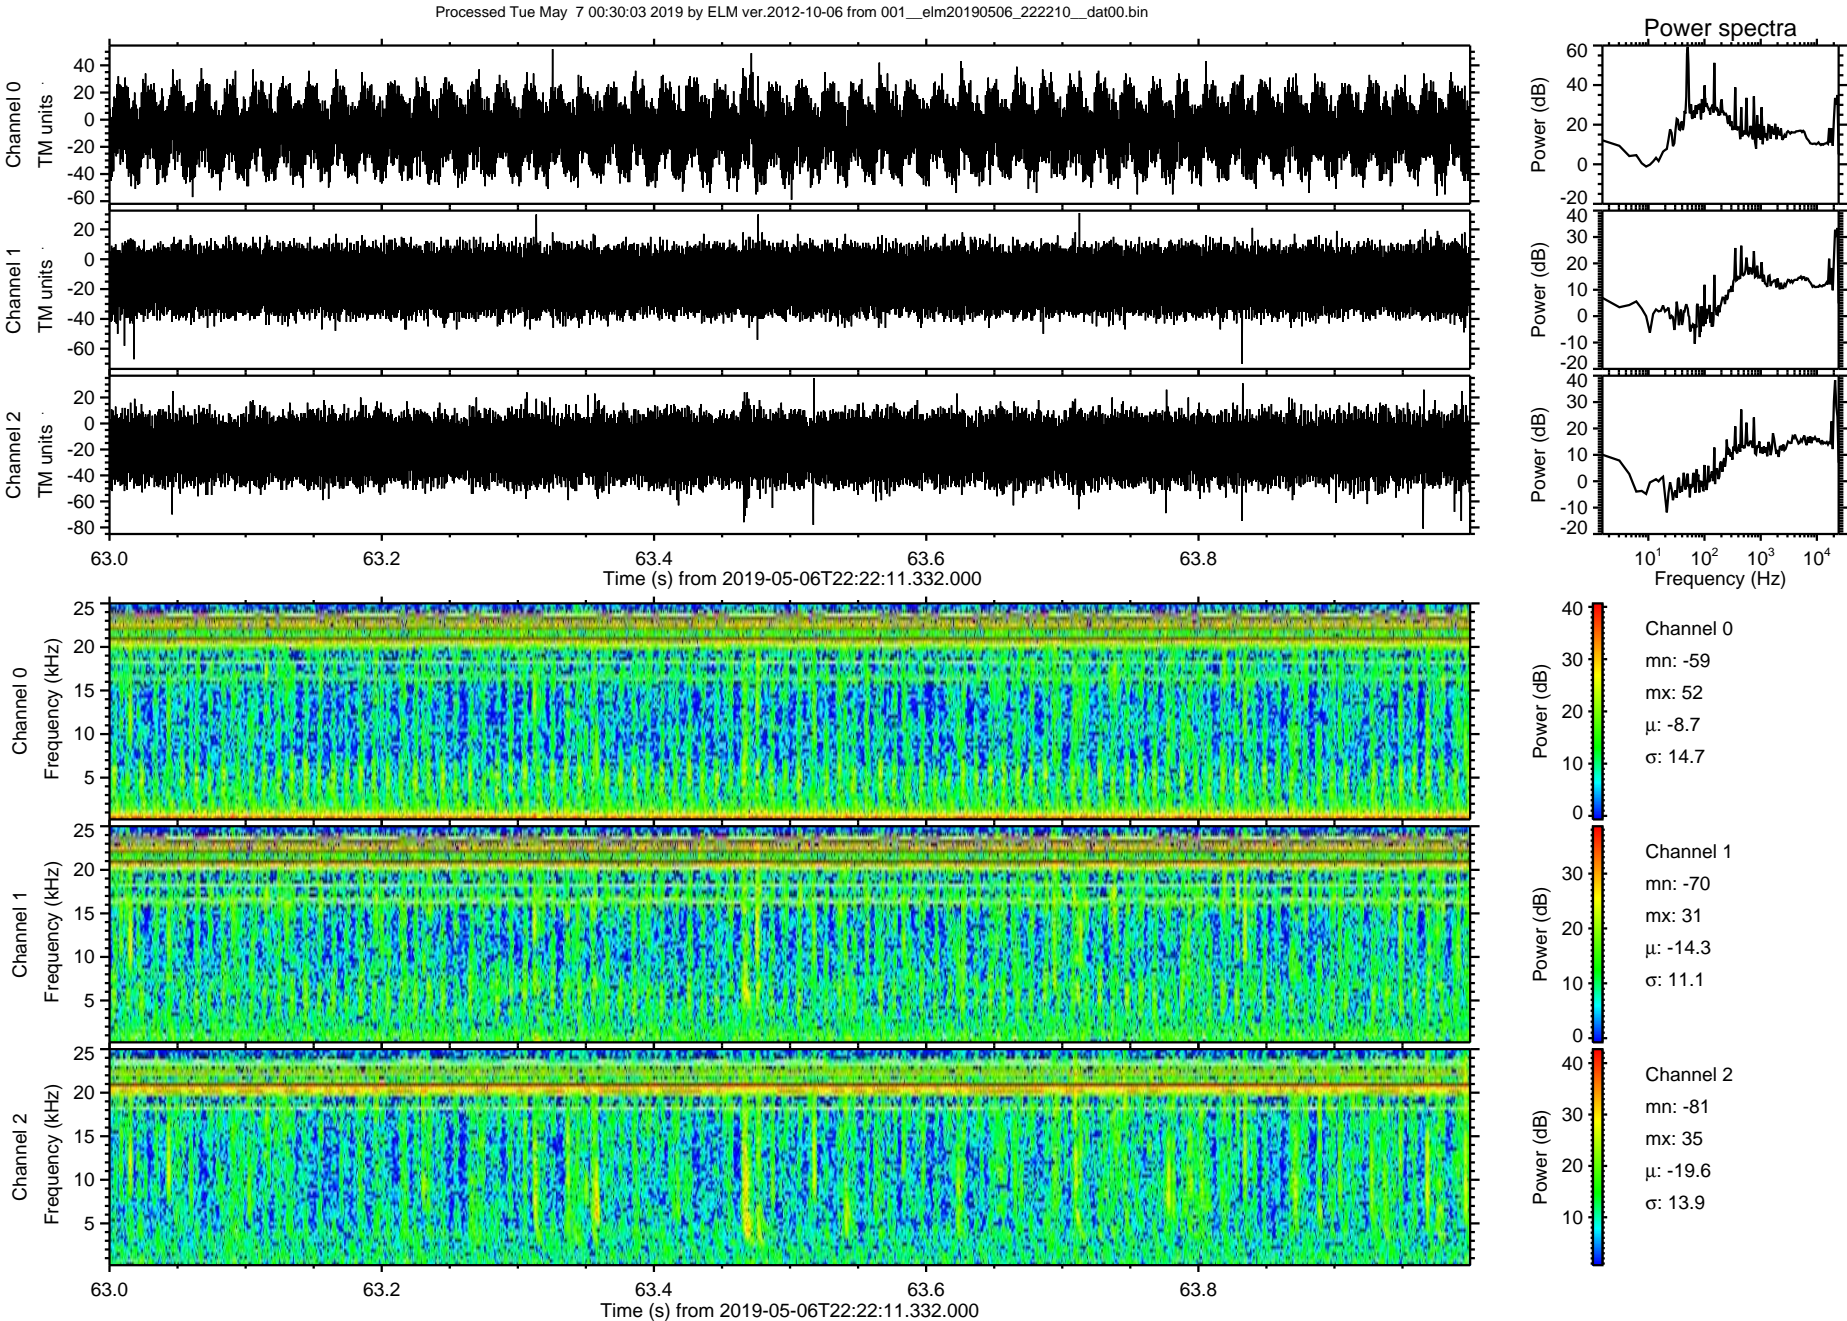 Processed Tue May  7 00:30:03 2019 by ELM ver.2012-10-06 from 001__elm20190506_222210__dat00.bin
Power spectra
Channel 0
TM units
40
20
0
-20
-40
-60
Power (dB)
60
40
20
0
-20
Channel 1
TM units
20
0
-20
-40
-60
Power (dB)
40
30
20
10
0
-10
-20
Channel 2
TM units
20
0
-20
-40
-60
-80
Power (dB)
40
30
20
10
0
-10
-20
63.0 63.2 63.4 63.6 63.8
Time (s) from 2019-05-06T22:22:11.332.000
10¹ 10² 10³ 10⁴
Frequency (Hz)
Channel 0
Frequency (kHz)
25
20
15
10
5
Power (dB)
40
30
20
10
0
Channel 0
mn: -59
mx: 52
μ: -8.7
σ: 14.7
Channel 1
Frequency (kHz)
25
20
15
10
5
Power (dB)
30
20
10
0
Channel 1
mn: -70
mx: 31
μ: -14.3
σ: 11.1
Channel 2
Frequency (kHz)
25
20
15
10
5
Power (dB)
40
30
20
10
Channel 2
mn: -81
mx: 35
μ: -19.6
σ: 13.9
63.0 63.2 63.4 63.6 63.8
Time (s) from 2019-05-06T22:22:11.332.000